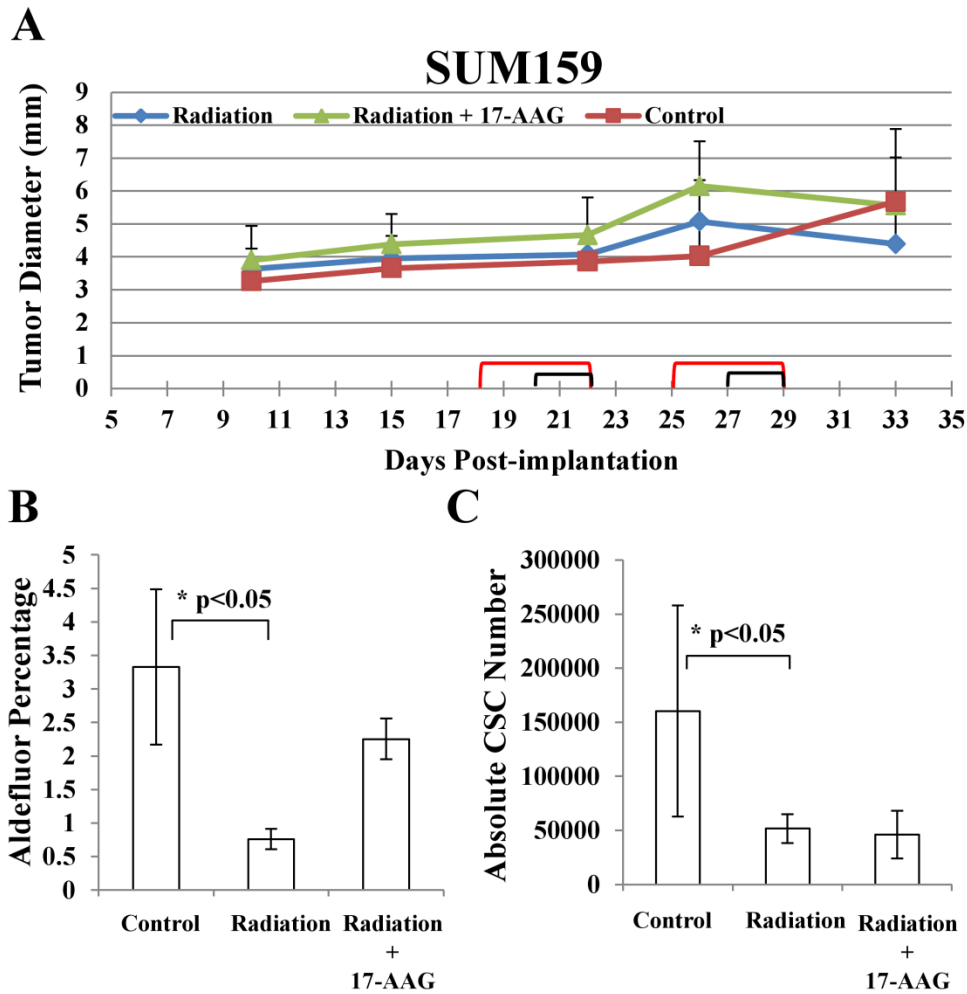 A
SUM159
Radiation
Radiation + 17-AAG
Control
Tumor Diameter (mm)
9
8
7
6
5
4
3
2
1
0
5 7 9 11 13 15 17 19 21 23 25 27 29 31 33 35
Days Post-implantation
B
Aldefluor Percentage
5
4.5
4
3.5
3
2.5
2
1.5
1
0.5
0
* p<0.05
Control
Radiation
Radiation
+
17-AAG
C
Absolute CSC Number
300000
250000
200000
150000
100000
50000
0
* p<0.05
Control
Radiation
Radiation
+
17-AAG